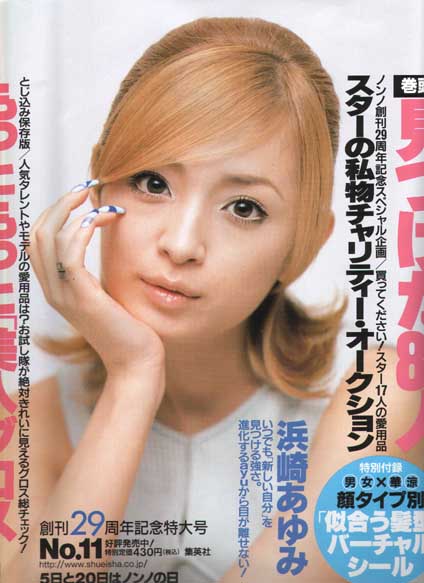 ノンノ創刊29周年記念スペシャル企画/買ってください!スター17人の愛用品
スターの私物チャリティー・オークション
浜崎あゆみ
いつでも「新しい自分」を
見つける強さ。
進化するayuから目が離せない!
特別付録
男女×華涼
顔タイプ別
「似合う髪型
バーチャル
シール
とじ込み保存版/人気タレントやモデルの愛用品は?お試し隊が絶対きれいに見えるグロス総チェック!
美人グロス
創刊29周年記念特大号
No.11 好評発売中!
特別定価430円(税込) 集英社
http://www.shueisha.co.jp/
5日と20日はノンノの日